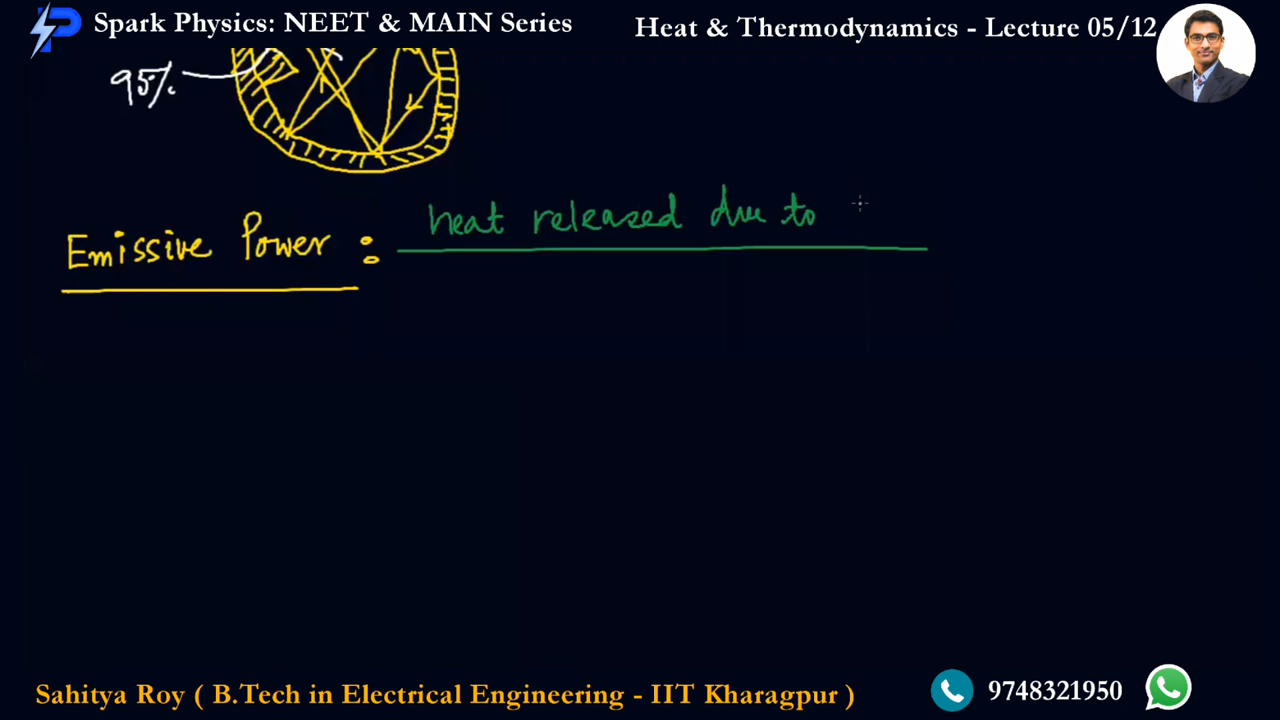 Spark Physics: NEET & MAIN Series
Heat & Thermodynamics - Lecture 05/12
95%
heat released due to
Emissive Power :
Sahitya Roy ( B.Tech in Electrical Engineering - IIT Kharagpur )
9748321950